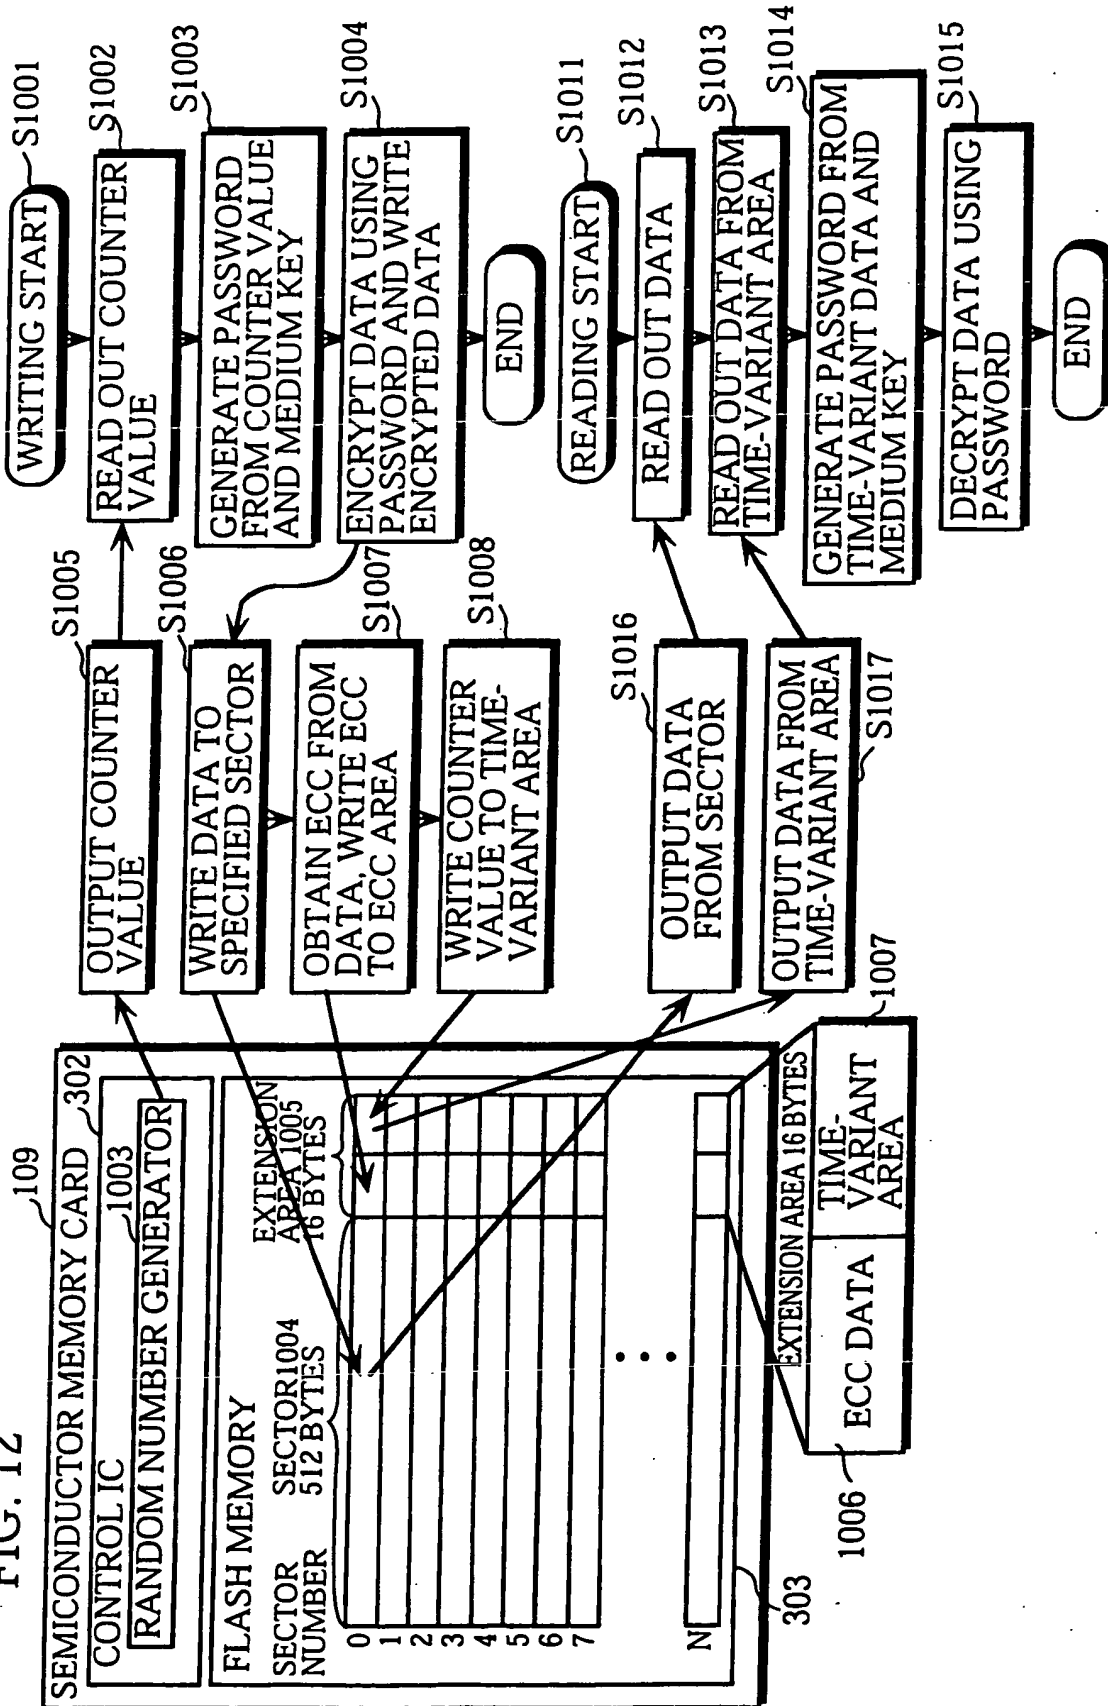 FIG. 12
SEMICONDUCTOR MEMORY CARD
109
CONTROL IC
302
1003
RANDOM NUMBER GENERATOR
FLASH MEMORY
SECTOR
NUMBER
SECTOR1004
512 BYTES
EXTENSION
AREA 1005
16 BYTES
0
1
2
3
4
5
6
7
N
303
EXTENSION AREA 16 BYTES
1006
ECC DATA
TIME-
VARIANT
AREA
1007
OUTPUT COUNTER
VALUE
S1005
WRITE DATA TO
SPECIFIED SECTOR
S1006
OBTAIN ECC FROM
DATA, WRITE ECC
TO ECC AREA
S1007
WRITE COUNTER
VALUE TO TIME-
VARIANT AREA
S1008
OUTPUT DATA
FROM SECTOR
S1016
OUTPUT DATA FROM
TIME-VARIANT AREA
S1017
WRITING START
S1001
READ OUT COUNTER
VALUE
S1002
GENERATE PASSWORD
FROM COUNTER VALUE
AND MEDIUM KEY
S1003
ENCRYPT DATA USING
PASSWORD AND WRITE
ENCRYPTED DATA
S1004
END
READING START
S1011
READ OUT DATA
S1012
READ OUT DATA FROM
TIME-VARIANT AREA
S1013
GENERATE PASSWORD FROM
TIME-VARIANT DATA AND
MEDIUM KEY
S1014
DECRYPT DATA USING
PASSWORD
S1015
END